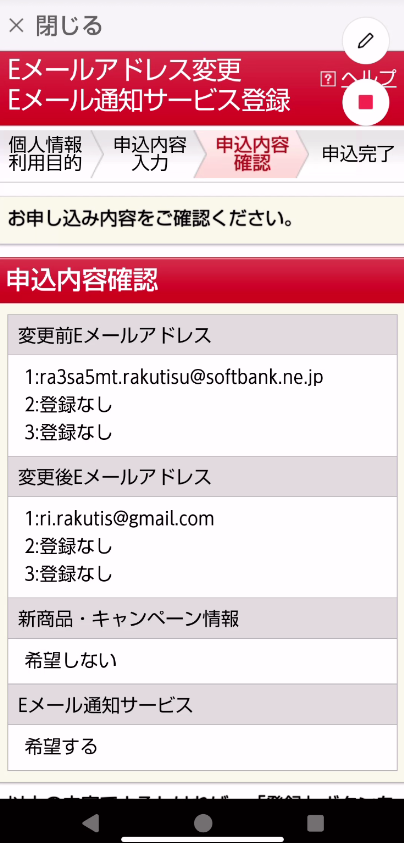 × 閉じる
Eメールアドレス変更
Eメール通知サービス登録
? ヘルプ
個人情報
利用目的
申込内容
入力
申込内容
確認
申込完了
お申し込み内容をご確認ください。
申込内容確認
変更前Eメールアドレス
1:ra3sa5mt.rakutisu@softbank.ne.jp
2:登録なし
3:登録なし
変更後Eメールアドレス
1:ri.rakutis@gmail.com
2:登録なし
3:登録なし
新商品・キャンペーン情報
希望しない
Eメール通知サービス
希望する